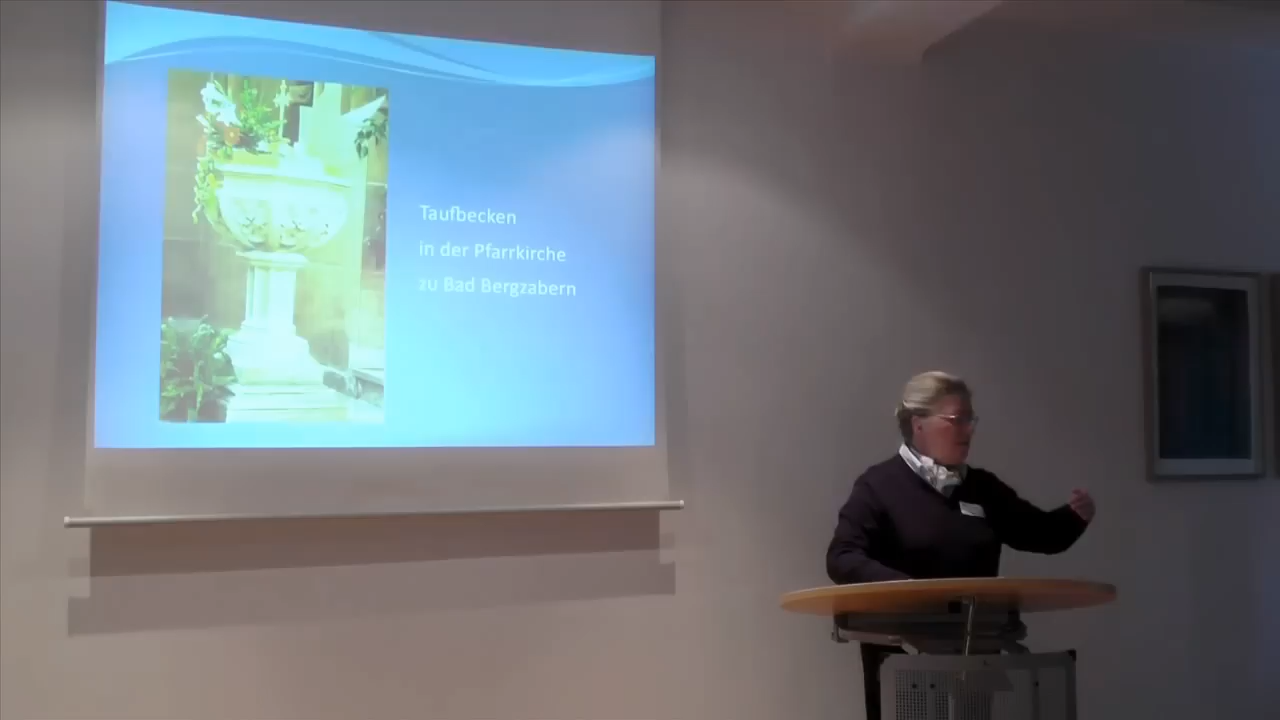 Taufbecken
in der Pfarrkirche
zu Bad Bergzabern